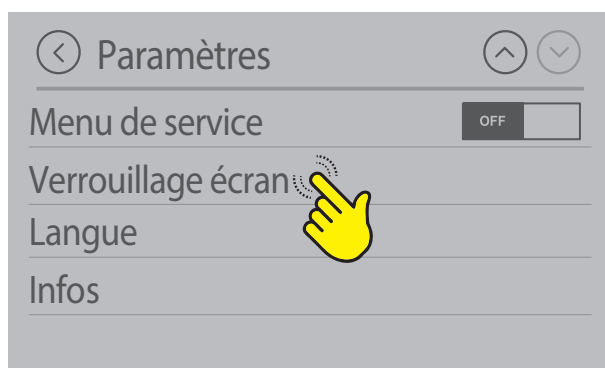 Paramètres
Menu de service OFF
Verrouillage écran
Langue
Infos